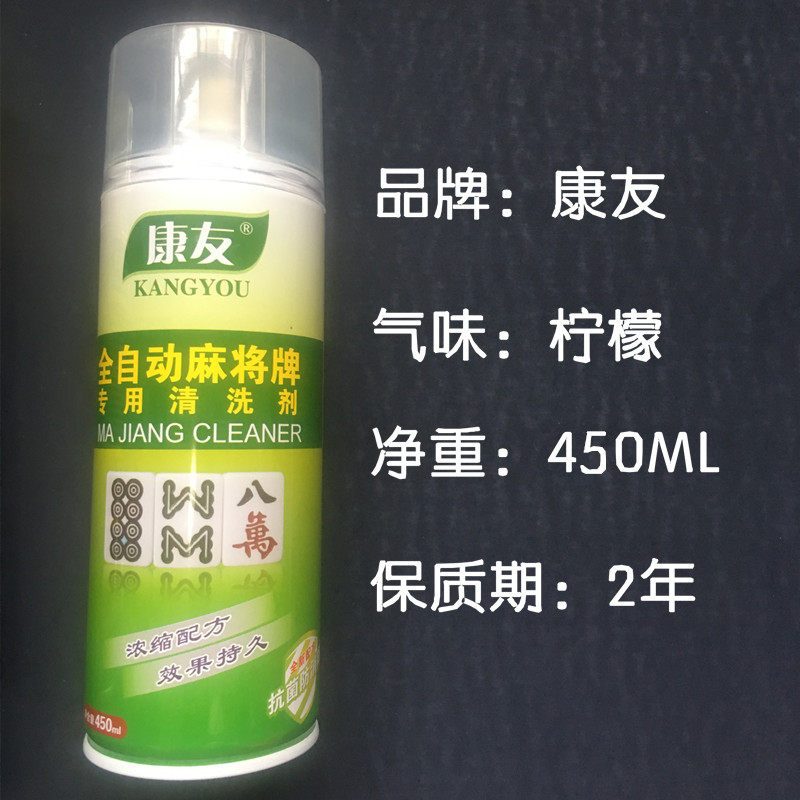 康友®
KANGYOU
全自动麻将牌
专用清洗剂
MA JIANG CLEANER
八
萬
浓缩配方
效果持久
抗菌防
450ml
品牌：康友
气味：柠檬
净重：450ML
保质期：2年